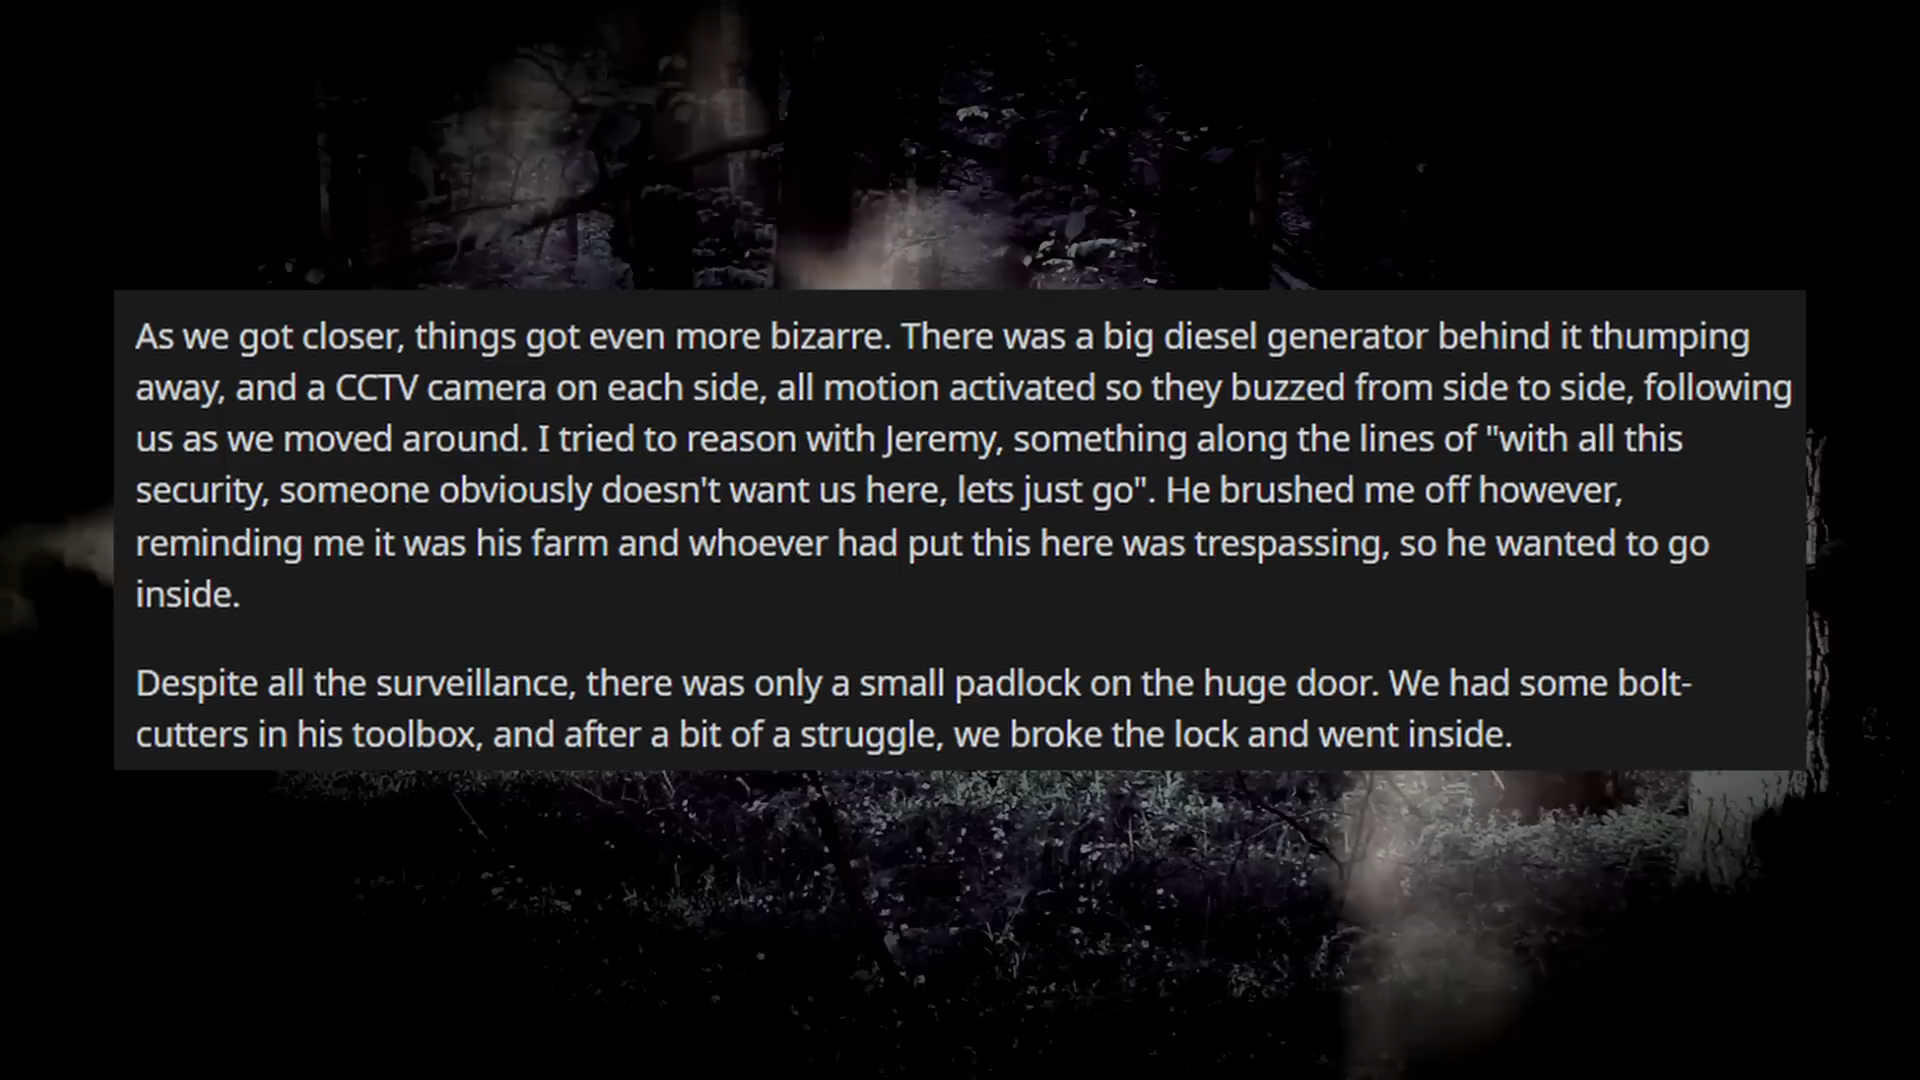 As we got closer, things got even more bizarre. There was a big diesel generator behind it thumping
away, and a CCTV camera on each side, all motion activated so they buzzed from side to side, following
us as we moved around. I tried to reason with Jeremy, something along the lines of "with all this
security, someone obviously doesn't want us here, lets just go". He brushed me off however,
reminding me it was his farm and whoever had put this here was trespassing, so he wanted to go
inside.
Despite all the surveillance, there was only a small padlock on the huge door. We had some bolt-
cutters in his toolbox, and after a bit of a struggle, we broke the lock and went inside.